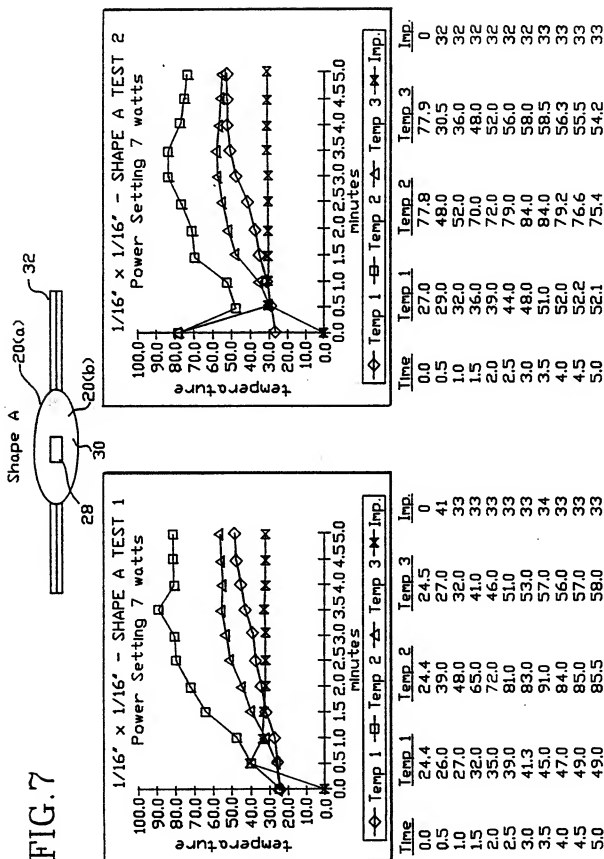 FIG.7
Shape A
20(a)
32
28
30
20(b)
1/16" x 1/16" - SHAPE A TEST 1
Power Setting 7 watts
temperature
100.0
90.0
80.0
70.0
60.0
50.0
40.0
30.0
20.0
10.0
0.0
0.0 0.5 1.0 1.5 2.0 2.5 3.0 3.5 4.0 4.5 5.0
minutes
Temp 1 Temp 2 Temp 3 Imp.
Time Temp 1 Temp 2 Temp 3 Imp.
0.0 24.4 24.4 24.5 0
0.5 26.0 39.0 27.0 41
1.0 27.0 48.0 32.0 33
1.5 32.0 65.0 41.0 33
2.0 35.0 72.0 46.0 33
2.5 39.0 81.0 51.0 33
3.0 41.3 83.0 53.0 33
3.5 45.0 91.0 57.0 34
4.0 47.0 84.0 56.0 33
4.5 49.0 85.0 57.0 33
5.0 49.0 85.5 58.0 33
1/16" x 1/16" - SHAPE A TEST 2
Power Setting 7 watts
temperature
100.0
90.0
80.0
70.0
60.0
50.0
40.0
30.0
20.0
10.0
0.0
0.0 0.5 1.0 1.5 2.0 2.5 3.0 3.5 4.0 4.5 5.0
minutes
Temp 1 Temp 2 Temp 3 Imp.
Time Temp 1 Temp 2 Temp 3 Imp.
0.0 27.0 77.8 77.9 0
0.5 29.0 48.0 30.5 32
1.0 32.0 52.0 36.0 32
1.5 36.0 70.0 48.0 32
2.0 39.0 72.0 52.0 32
2.5 44.0 79.0 56.0 32
3.0 48.0 84.0 58.0 32
3.5 51.0 84.0 58.5 33
4.0 52.0 79.2 56.3 33
4.5 52.2 76.6 55.5 33
5.0 52.1 75.4 54.2 33